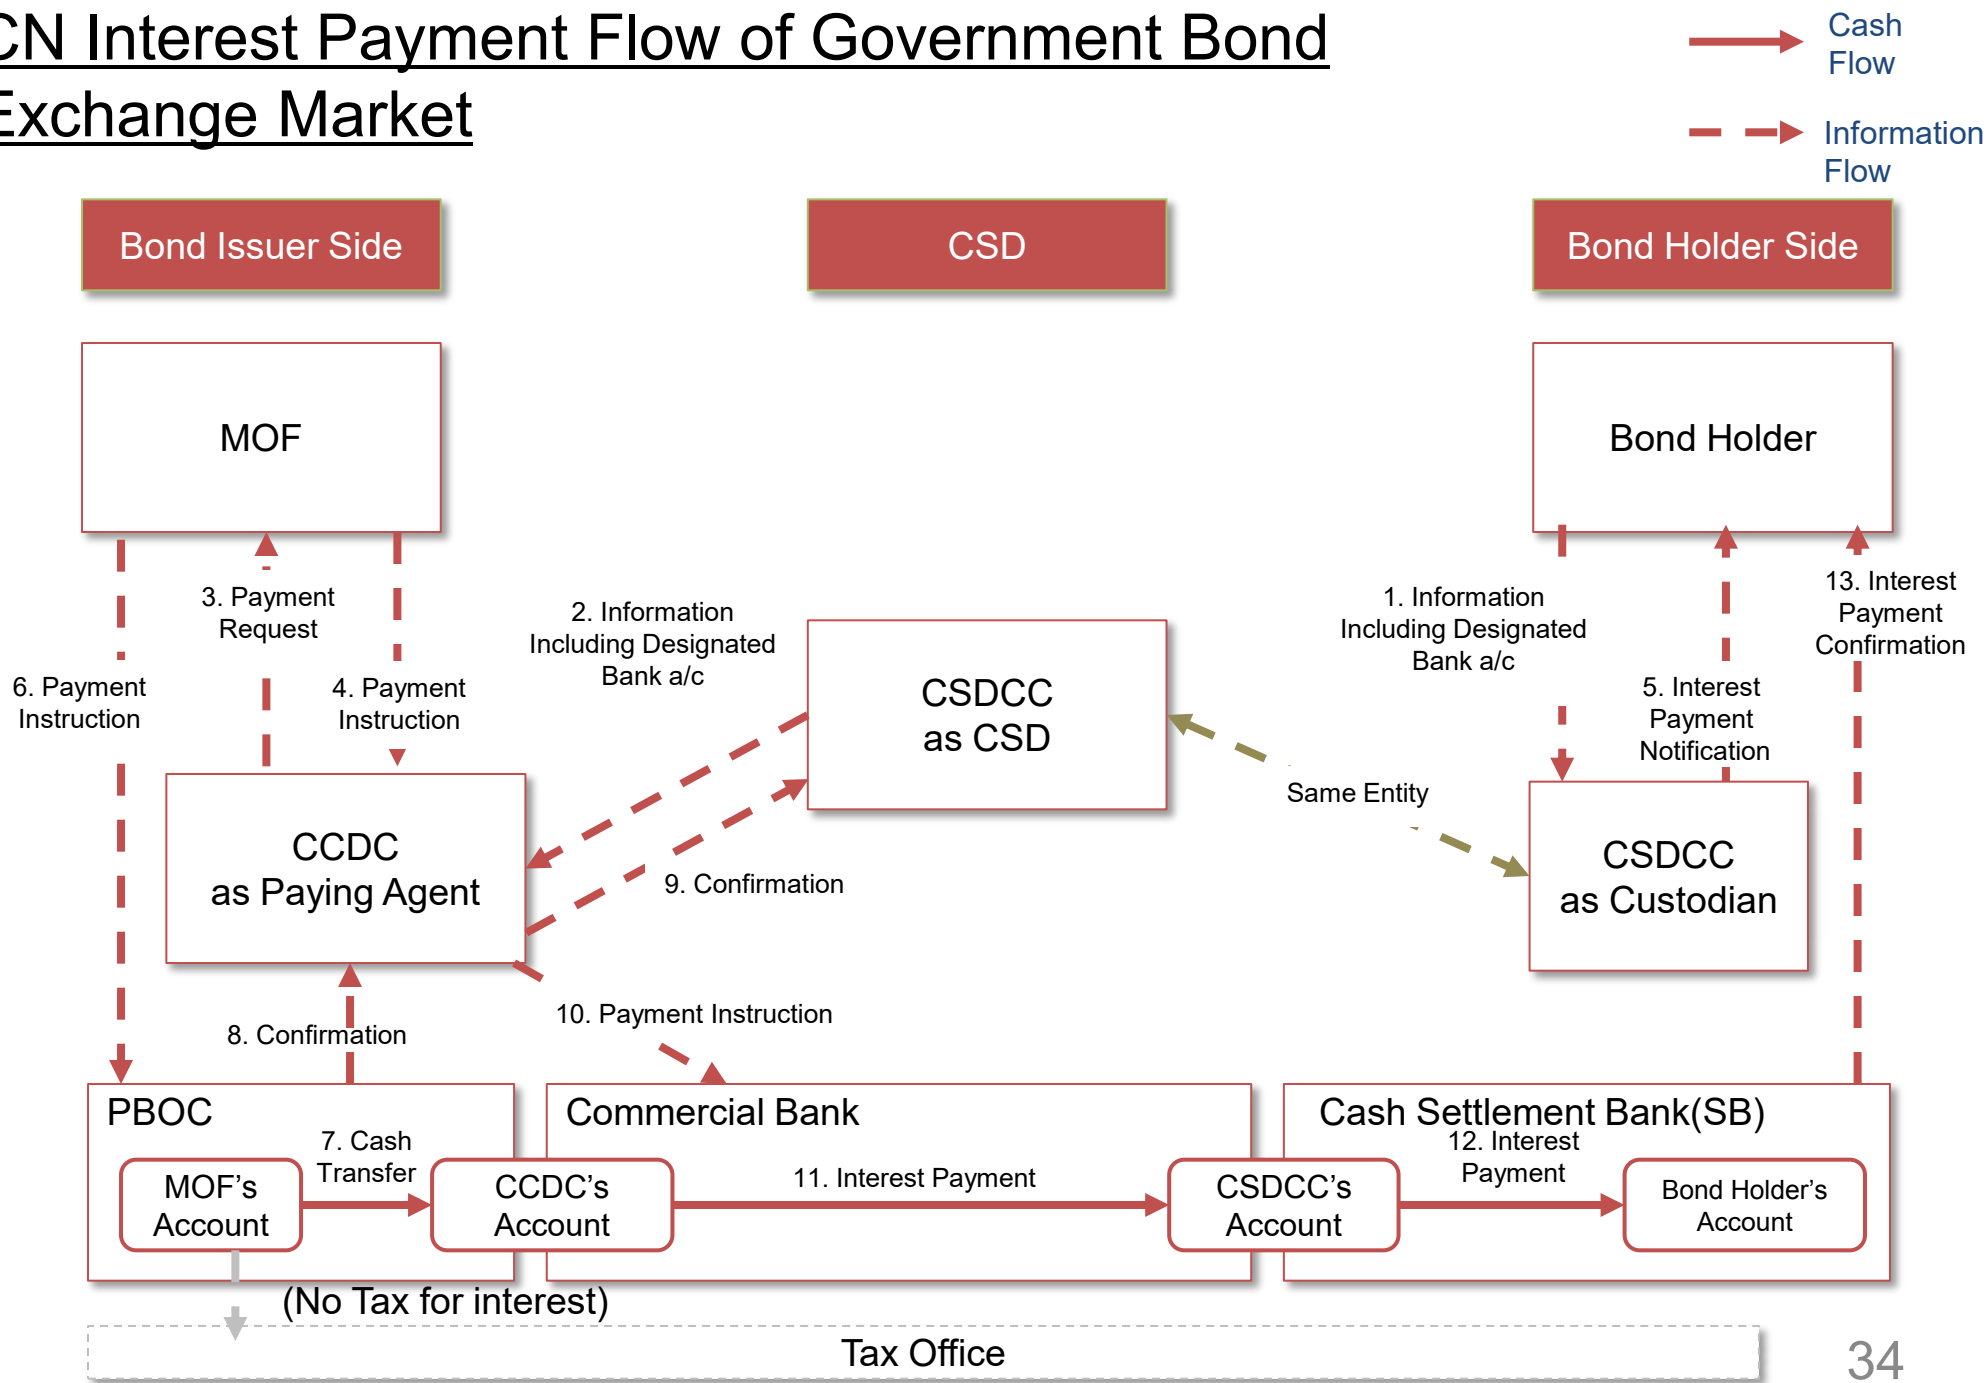 CN Interest Payment Flow of Government Bond
Exchange Market
Cash
Flow
Information
Flow
Bond Issuer Side
CSD
Bond Holder Side
MOF
Bond Holder
3. Payment
Request
2. Information
Including Designated
Bank a/c
1. Information
Including Designated
Bank a/c
13. Interest
Payment
Confirmation
6. Payment
Instruction
4. Payment
Instruction
CSDCC
as CSD
5. Interest
Payment
Notification
Same Entity
CCDC
as Paying Agent
9. Confirmation
CSDCC
as Custodian
8. Confirmation
10. Payment Instruction
PBOC
Commercial Bank
Cash Settlement Bank(SB)
7. Cash
Transfer
11. Interest Payment
12. Interest
Payment
MOF’s
Account
CCDC’s
Account
CSDCC’s
Account
Bond Holder’s
Account
(No Tax for interest)
Tax Office
34